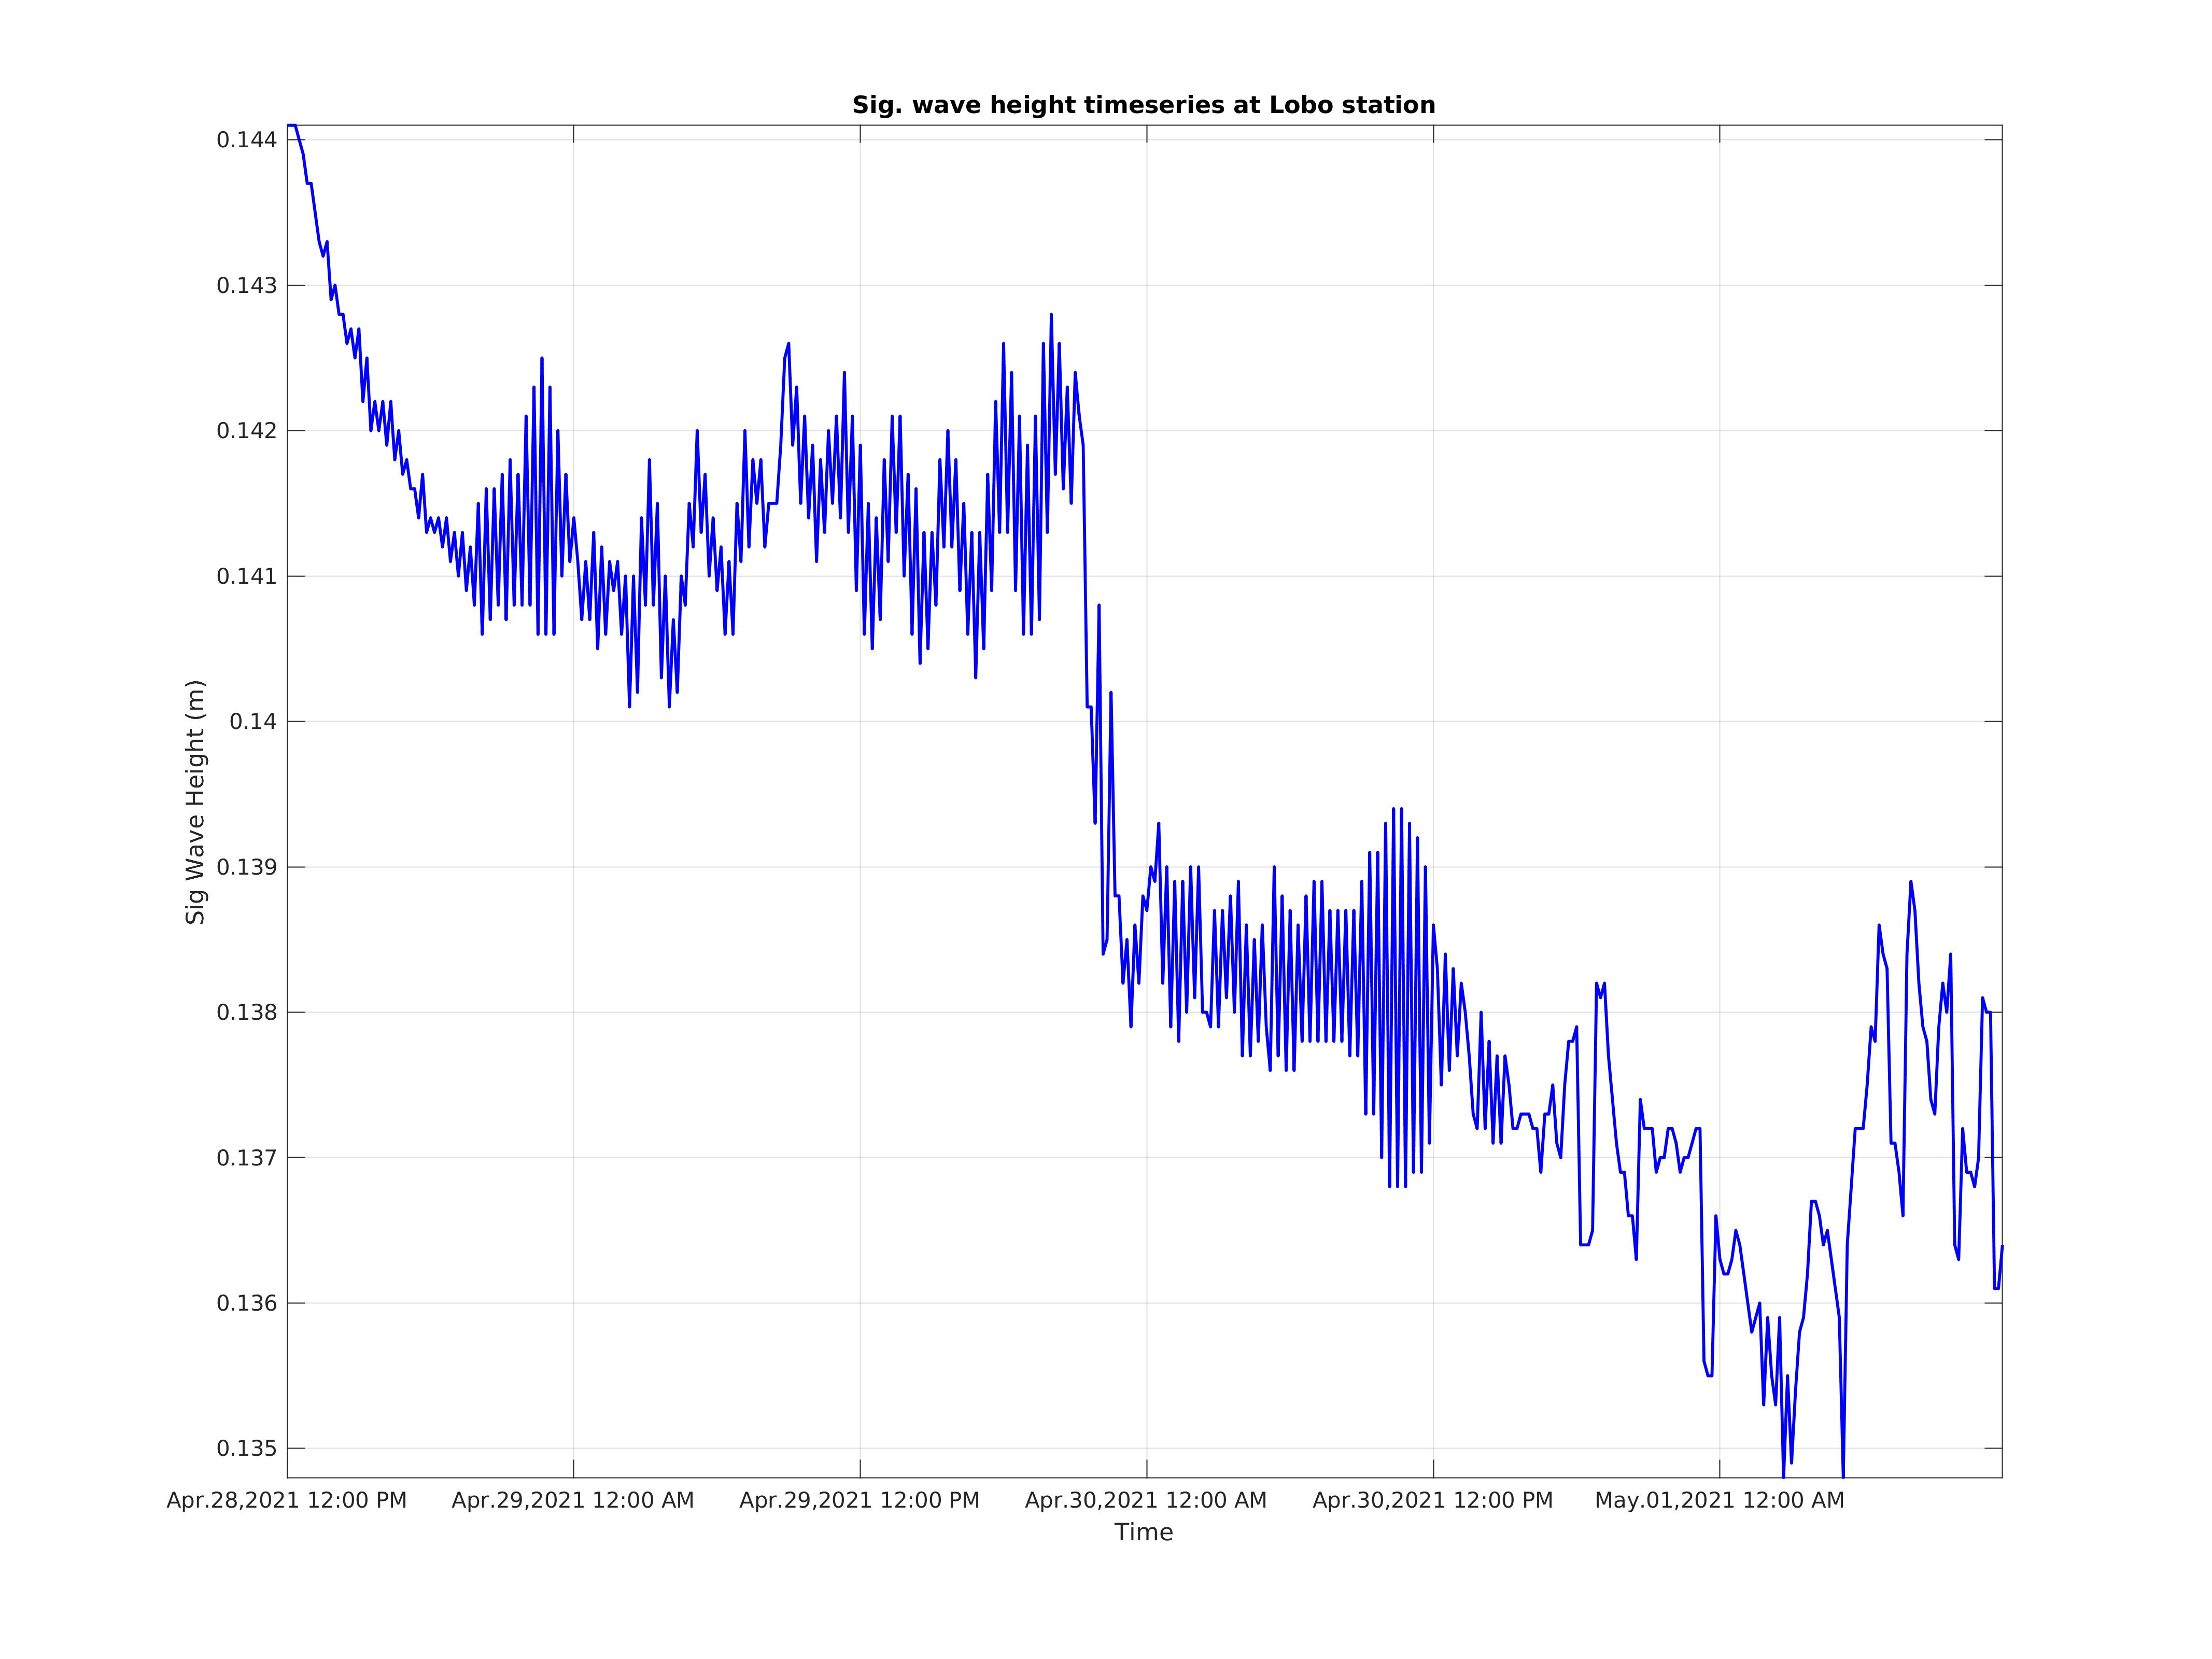 Sig. wave height timeseries at Lobo station
0.144
0.143
0.142
0.141
0.14
0.139
0.138
0.137
0.136
0.135
Sig Wave Height (m)
Apr.28,2021 12:00 PM Apr.29,2021 12:00 AM Apr.29,2021 12:00 PM Apr.30,2021 12:00 AM Apr.30,2021 12:00 PM May.01,2021 12:00 AM
Time